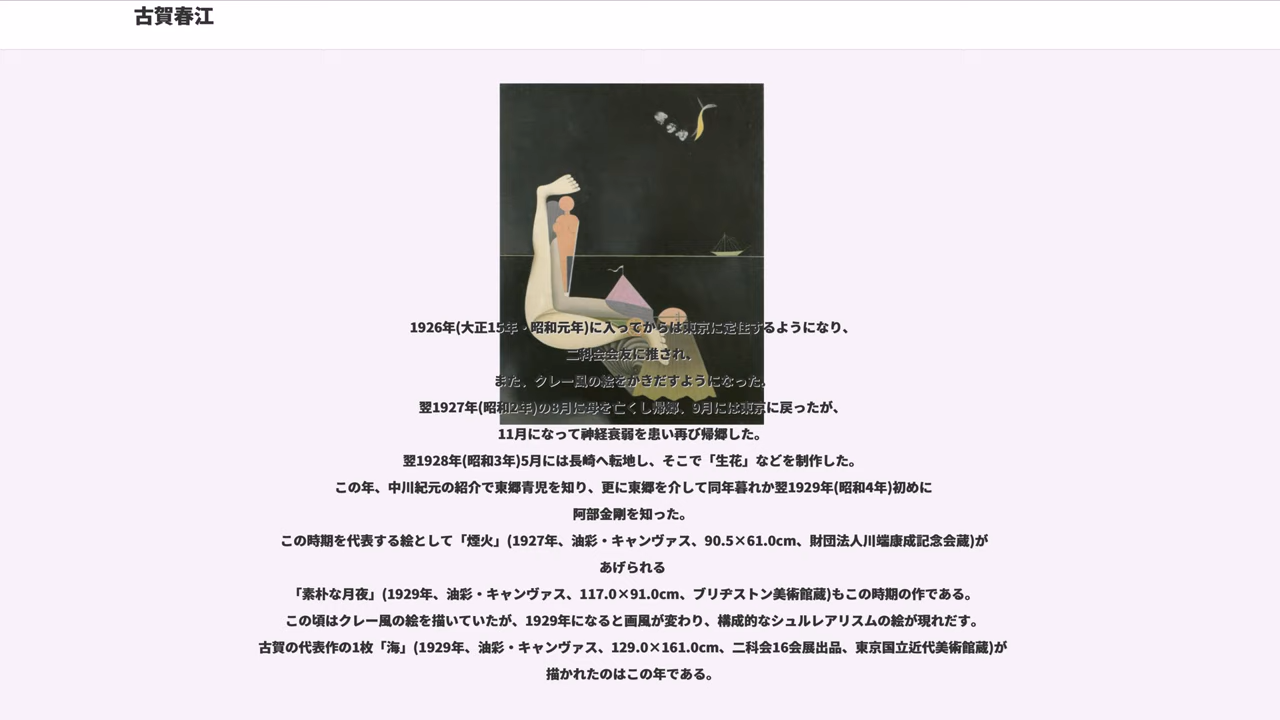 古賀春江
1926年(大正15年・昭和元年)に入ってからは東京に定住するようになり、
二科会会友に推され、
また、クレー風の絵をかきだすようになった。
翌1927年(昭和2年)の8月に母を亡くし帰郷、9月には東京に戻ったが、
11月になって神経衰弱を患い再び帰郷した。
翌1928年(昭和3年)5月には長崎へ転地し、そこで「生花」などを制作した。
この年、中川紀元の紹介で東郷青児を知り、更に東郷を介して同年暮れか翌1929年(昭和4年)初めに
阿部金剛を知った。
この時期を代表する絵として「煙火」(1927年、油彩・キャンヴァス、90.5×61.0cm、財団法人川端康成記念会蔵)が
あげられる
「素朴な月夜」(1929年、油彩・キャンヴァス、117.0×91.0cm、ブリヂストン美術館蔵)もこの時期の作である。
この頃はクレー風の絵を描いていたが、1929年になると画風が変わり、構成的なシュルレアリスムの絵が現れだす。
古賀の代表作の1枚「海」(1929年、油彩・キャンヴァス、129.0×161.0cm、二科会16会展出品、東京国立近代美術館蔵)が
描かれたのはこの年である。